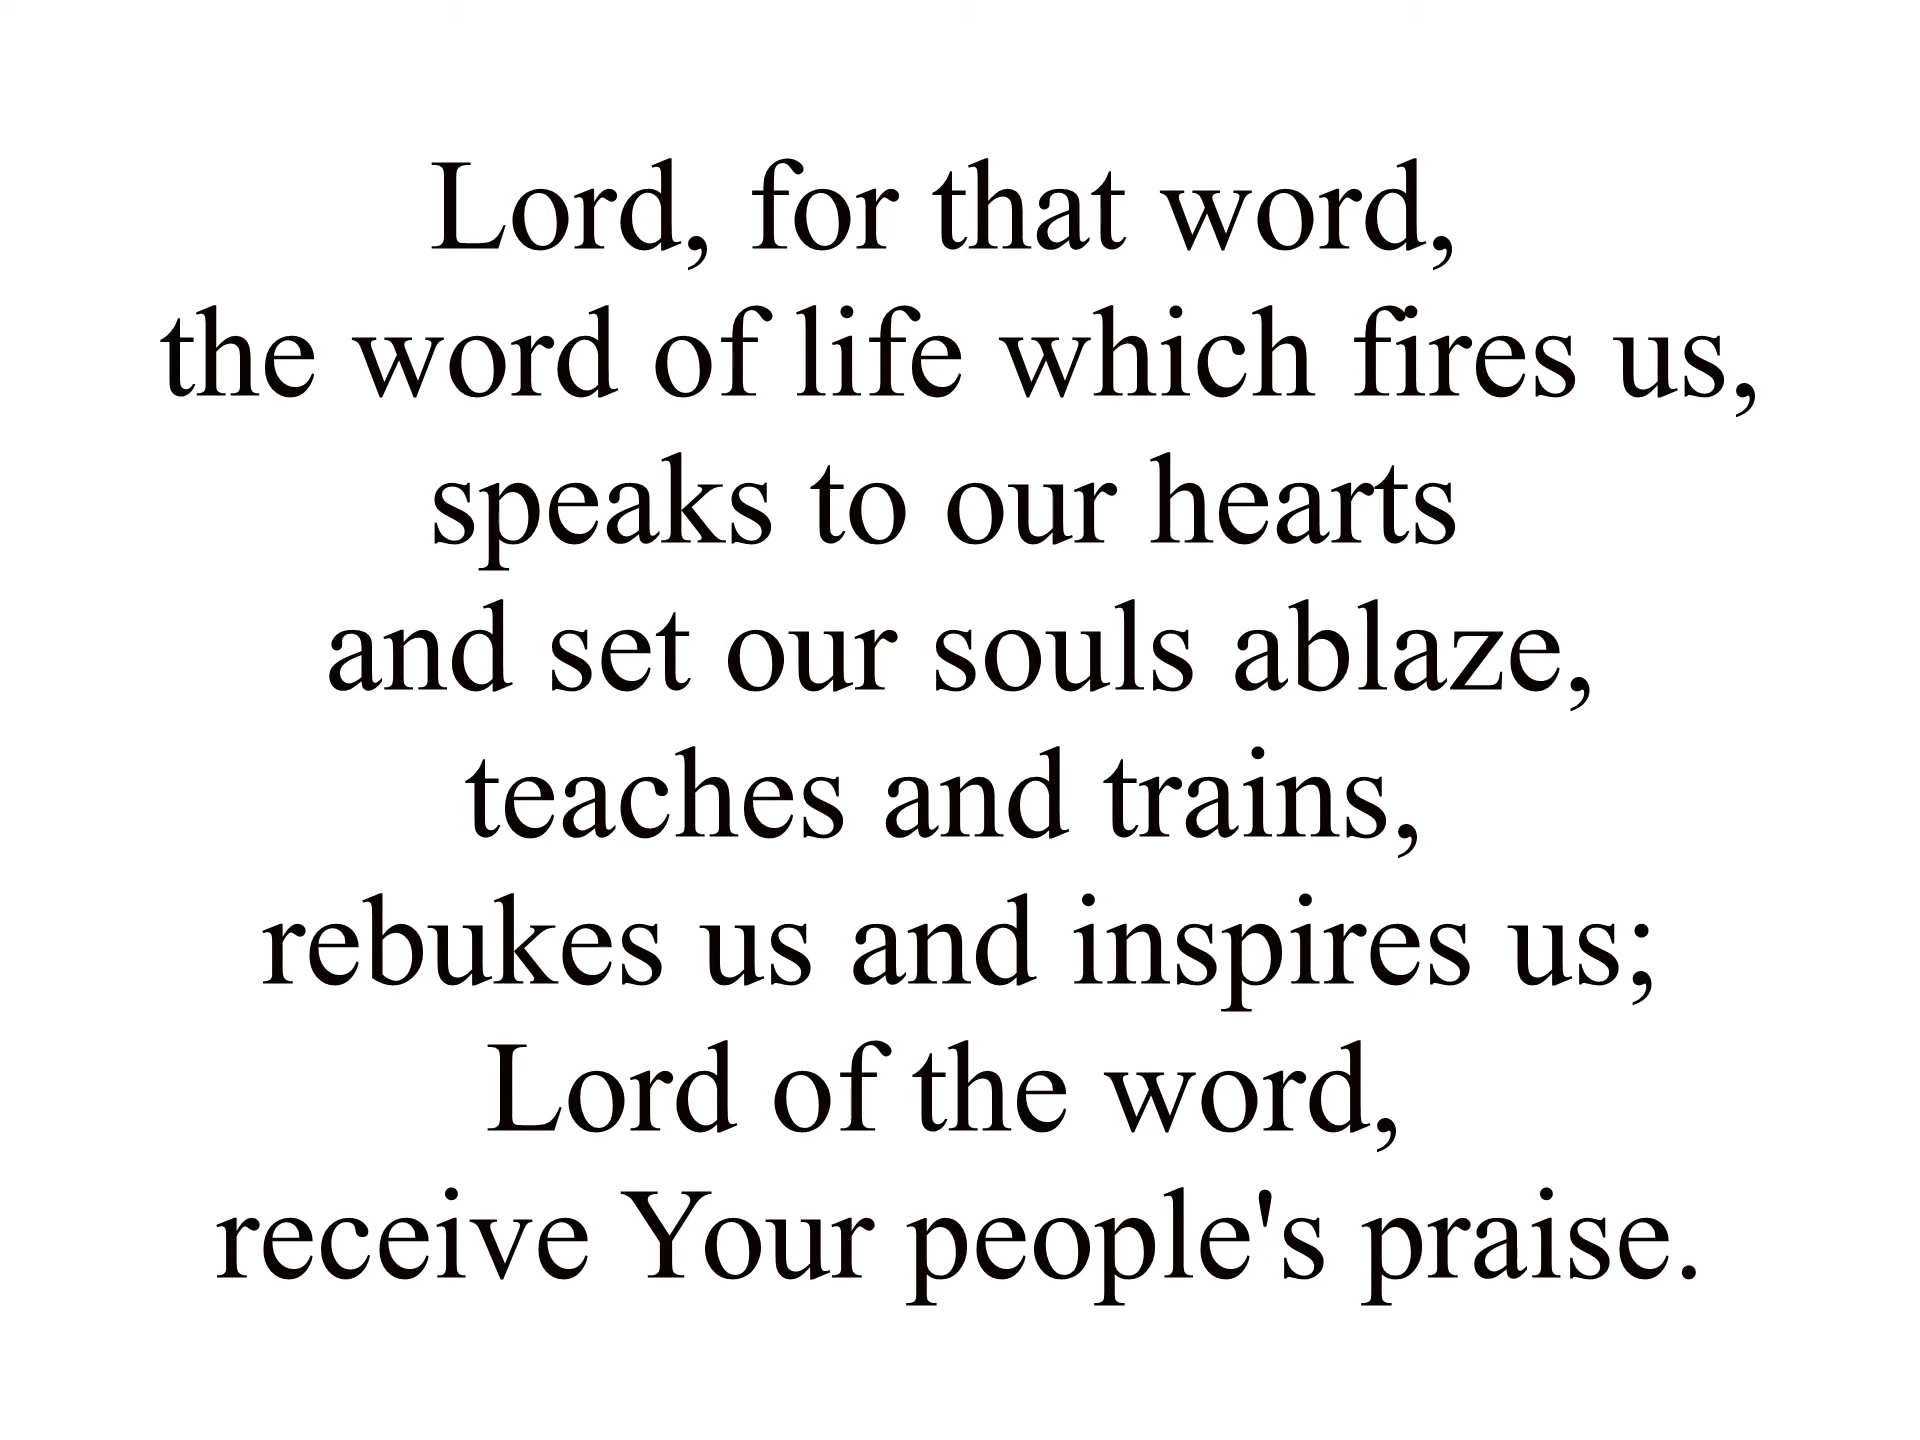 Lord, for that word,
the word of life which fires us,
speaks to our hearts
and set our souls ablaze,
teaches and trains,
rebukes us and inspires us;
Lord of the word,
receive Your people's praise.